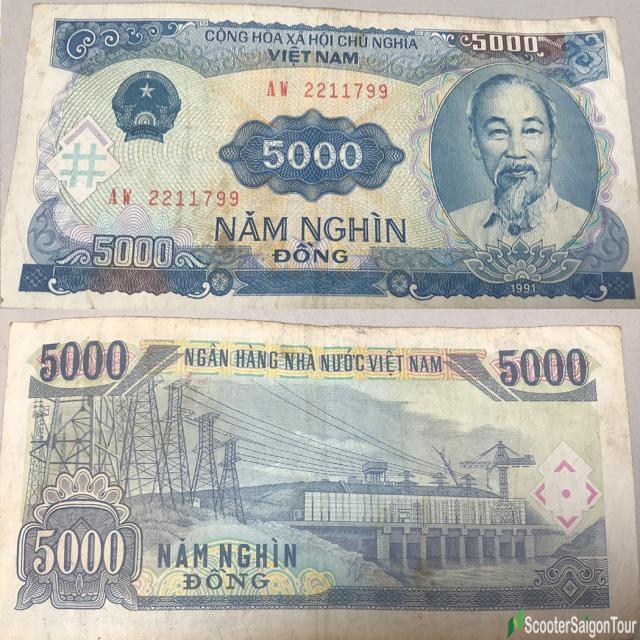 CỘNG HÒA XÃ HỘI CHỦ NGHĨA
VIỆT NAM
5000
AW 2211799
5000
AW 2211799
NĂM NGHÌN
ĐỒNG
5000
1991
5000
NGÂN HÀNG NHÀ NƯỚC VIỆT NAM
5000
5000
NĂM NGHÌN
ĐỒNG
ScooterSaigonTour